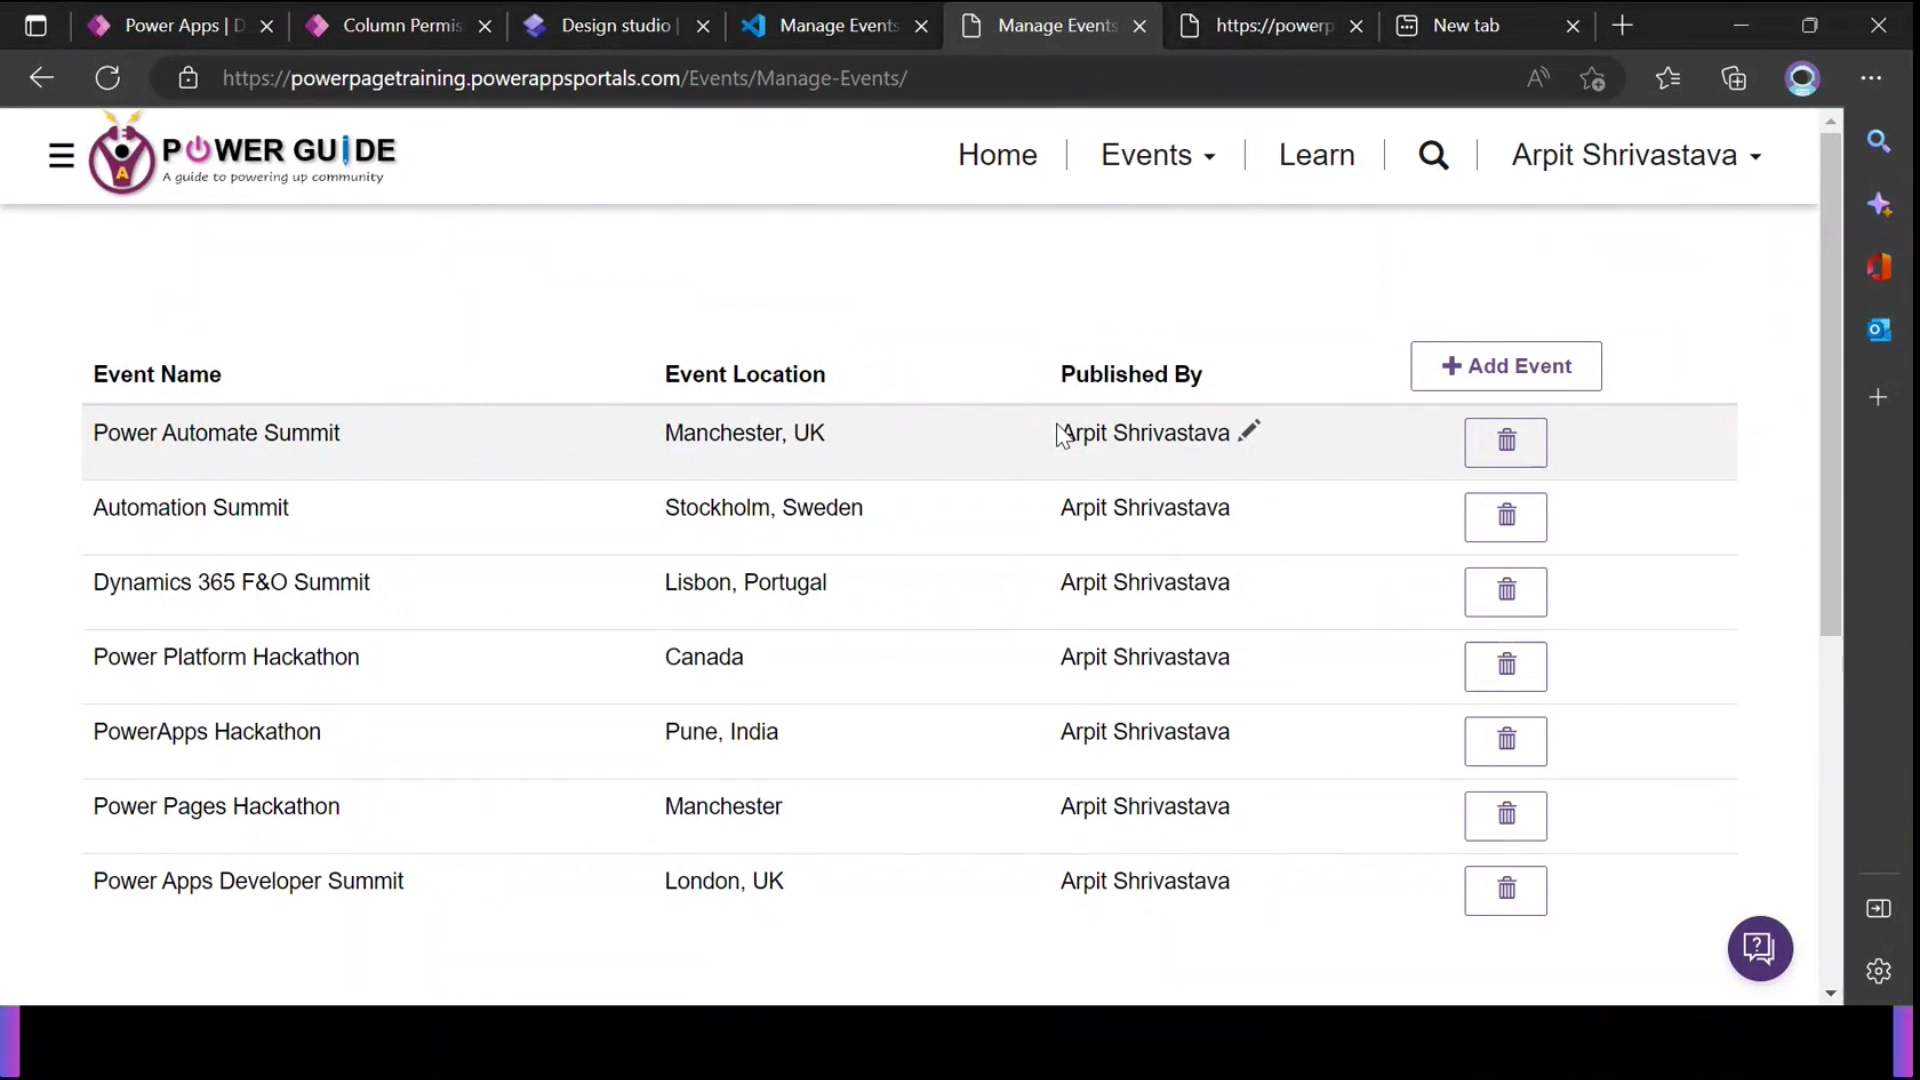 Power Apps | D
Column Permis
Design studio |
Manage Events
Manage Events
https://powerp
New tab
https://powerpagetraining.powerappsportals.com/Events/Manage-Events/
POWER GUIDE
A guide to powering up community
Home
Events
Learn
Arpit Shrivastava
Event Name Event Location Published By + Add Event
Power Automate Summit Manchester, UK Arpit Shrivastava
Automation Summit Stockholm, Sweden Arpit Shrivastava
Dynamics 365 F&O Summit Lisbon, Portugal Arpit Shrivastava
Power Platform Hackathon Canada Arpit Shrivastava
PowerApps Hackathon Pune, India Arpit Shrivastava
Power Pages Hackathon Manchester Arpit Shrivastava
Power Apps Developer Summit London, UK Arpit Shrivastava